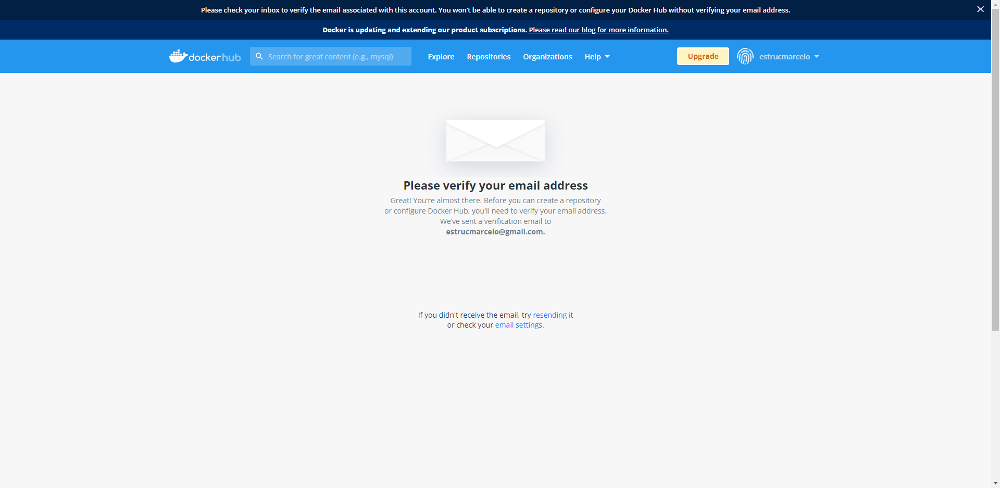 Please check your inbox to verify the email associated with this account. You won't be able to create a repository or configure your Docker Hub without verifying your email address.
Docker is updating and extending our product subscriptions. Please read our blog for more information.
docker hub
Search for great content (e.g., mysql)
Explore
Repositories
Organizations
Help
Upgrade
estrucmarcelo
Please verify your email address
Great! You're almost there. Before you can create a repository
or configure Docker Hub, you'll need to verify your email address.
We've sent a verification email to
estrucmarcelo@gmail.com.
If you didn't receive the email, try resending it
or check your email settings.